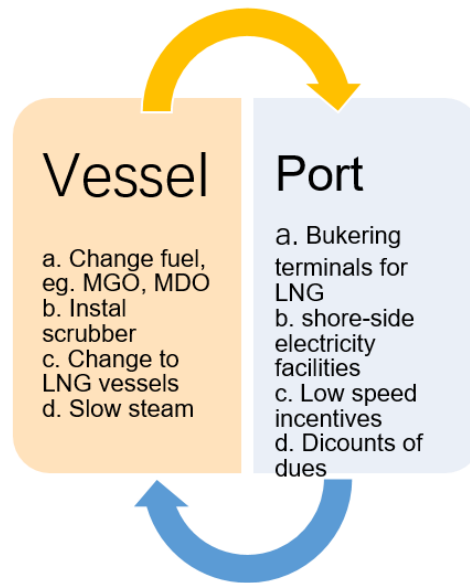 Vessel
a. Change fuel,
eg. MGO, MDO
b. Instal
scrubber
c. Change to
LNG vessels
d. Slow steam
Port
a. Bukering
terminals for
LNG
b. shore-side
electricity
facilities
c. Low speed
incentives
d. Dicounts of
dues